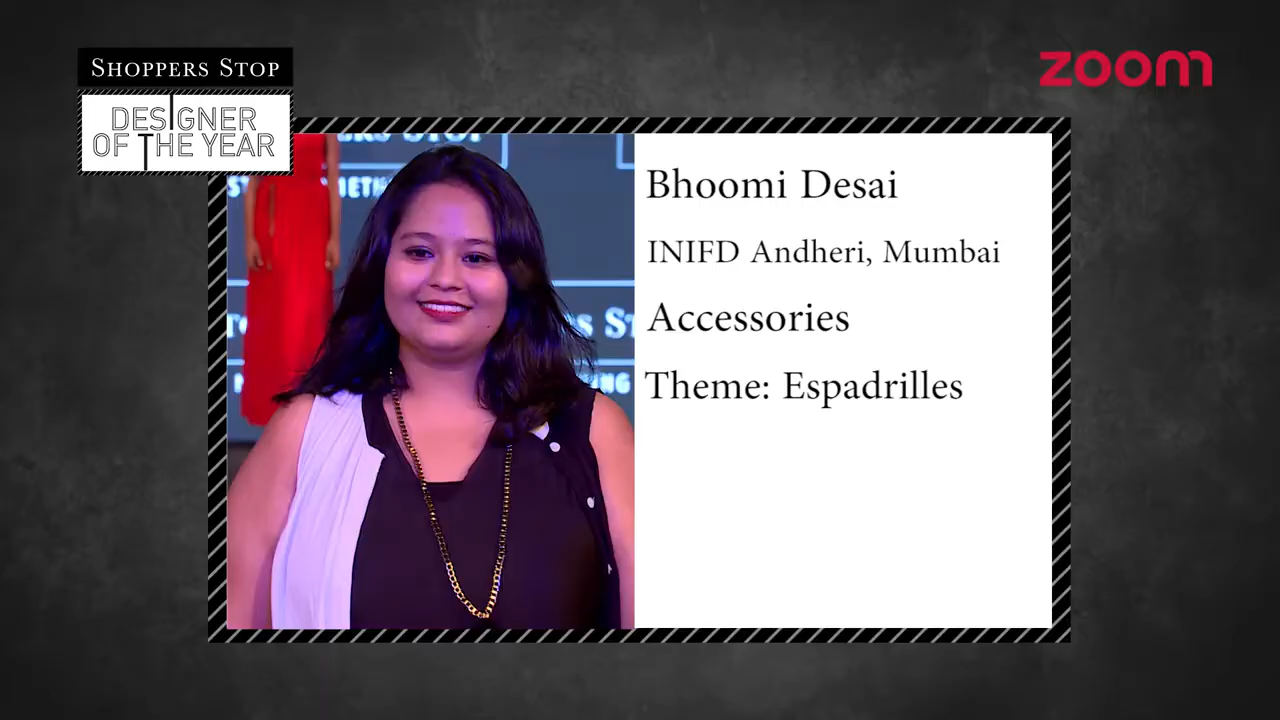 SHOPPERS STOP
DESIGNER
OF THE YEAR
zoom
Bhoomi Desai
INIFD Andheri, Mumbai
Accessories
Theme: Espadrilles